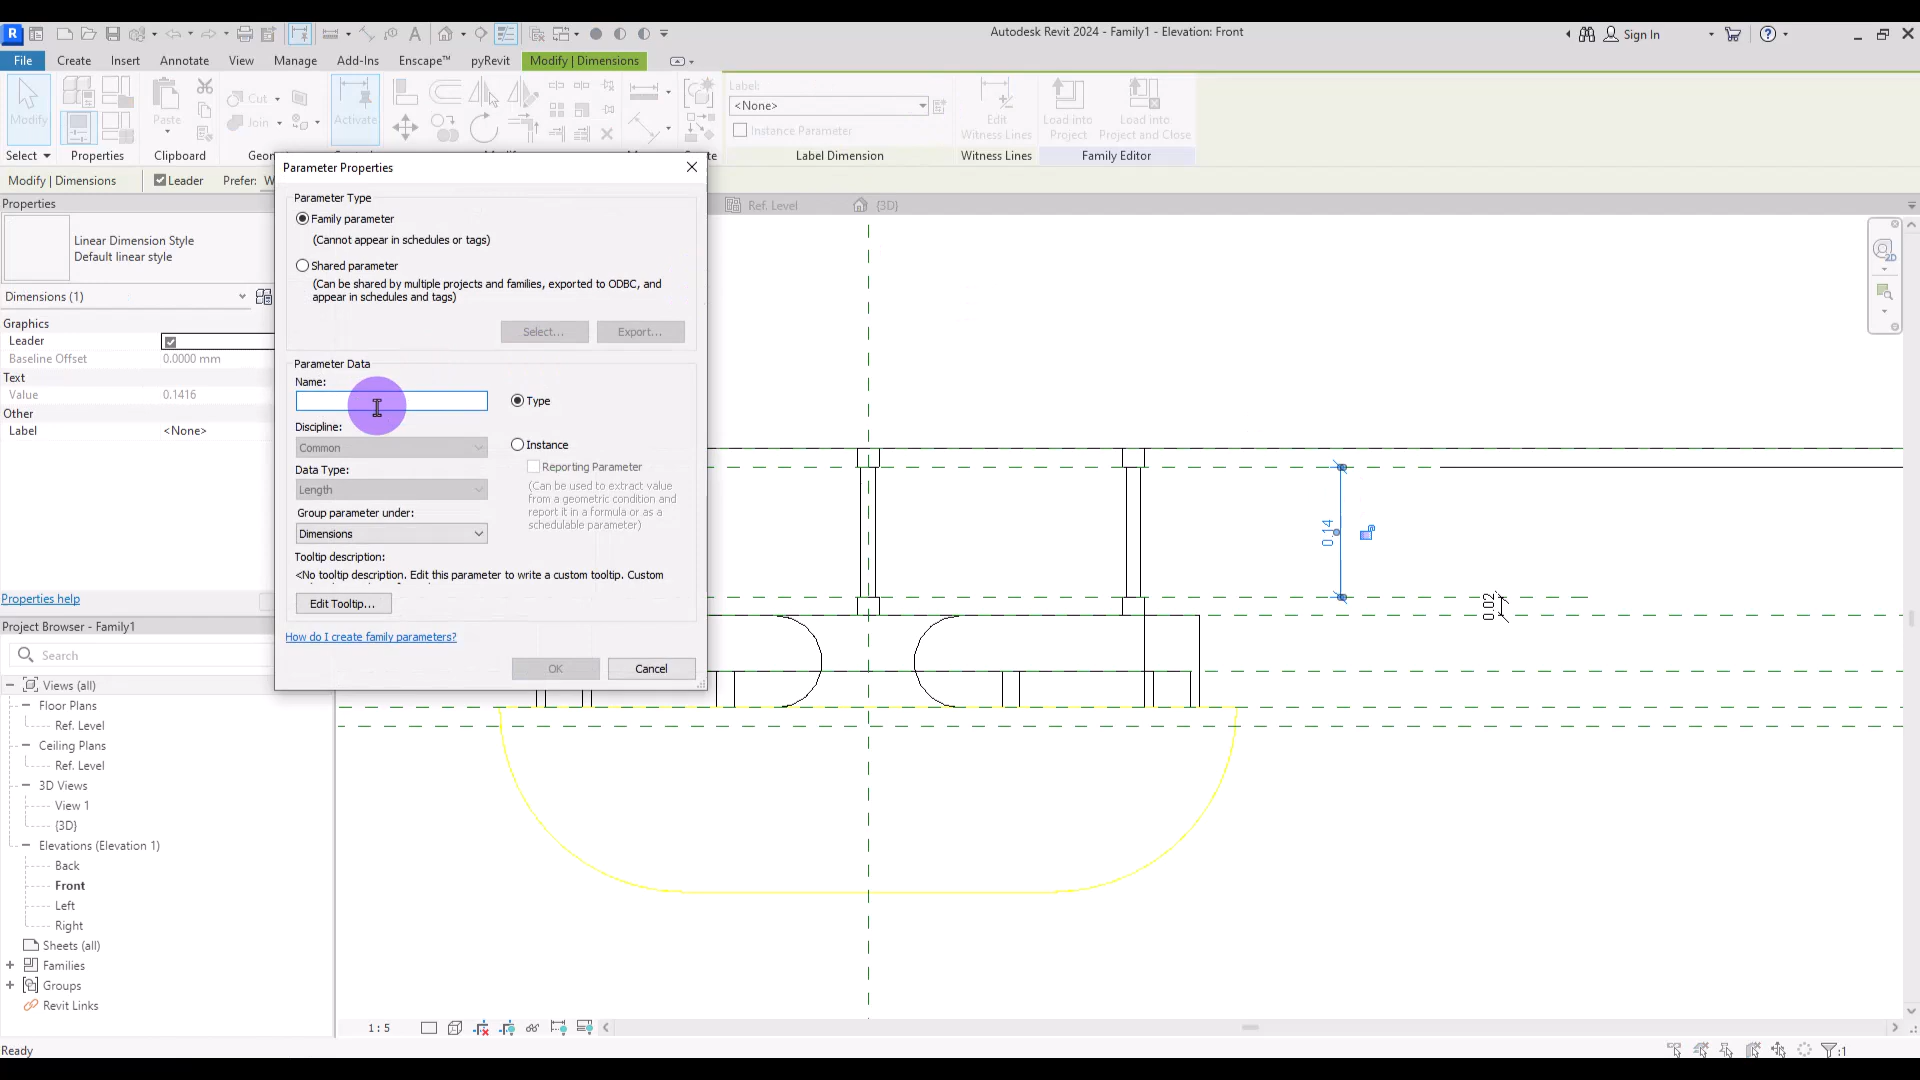 Autodesk Revit 2024 - Family1 - Elevation: Front
Sign In
File Create Insert Annotate View Manage Add-Ins Enscape™ pyRevit Modify | Dimensions
Modify
Paste
Cut
Join
Activate
Label:
<None>
Instance Parameter
Edit
Witness Lines
Load into
Project
Load into
Project and Close
Select
Properties
Clipboard
Label Dimension
Witness Lines
Family Editor
Modify | Dimensions
Leader
Prefer:
Properties
Linear Dimension Style
Default linear style
Dimensions (1)
Graphics
Leader
Baseline Offset 0.0000 mm
Text
Value 0.1416
Other
Label <None>
Properties help
Parameter Properties
Parameter Type
Family parameter
(Cannot appear in schedules or tags)
Shared parameter
(Can be shared by multiple projects and families, exported to ODBC, and
appear in schedules and tags)
Select...
Export...
Parameter Data
Name:
Type
Discipline:
Common
Instance
Data Type:
Reporting Parameter
Length
(Can be used to extract value
from a geometric condition and
report it in a formula or as a
schedulable parameter)
Group parameter under:
Dimensions
Tooltip description:
<No tooltip description. Edit this parameter to write a custom tooltip. Custom
Edit Tooltip...
How do I create family parameters?
OK
Cancel
Ref. Level
{3D}
0.14
0.02
Project Browser - Family1
Search
Views (all)
Floor Plans
Ref. Level
Ceiling Plans
Ref. Level
3D Views
View 1
{3D}
Elevations (Elevation 1)
Back
Front
Left
Right
Sheets (all)
Families
Groups
Revit Links
1 : 5
Ready
:1